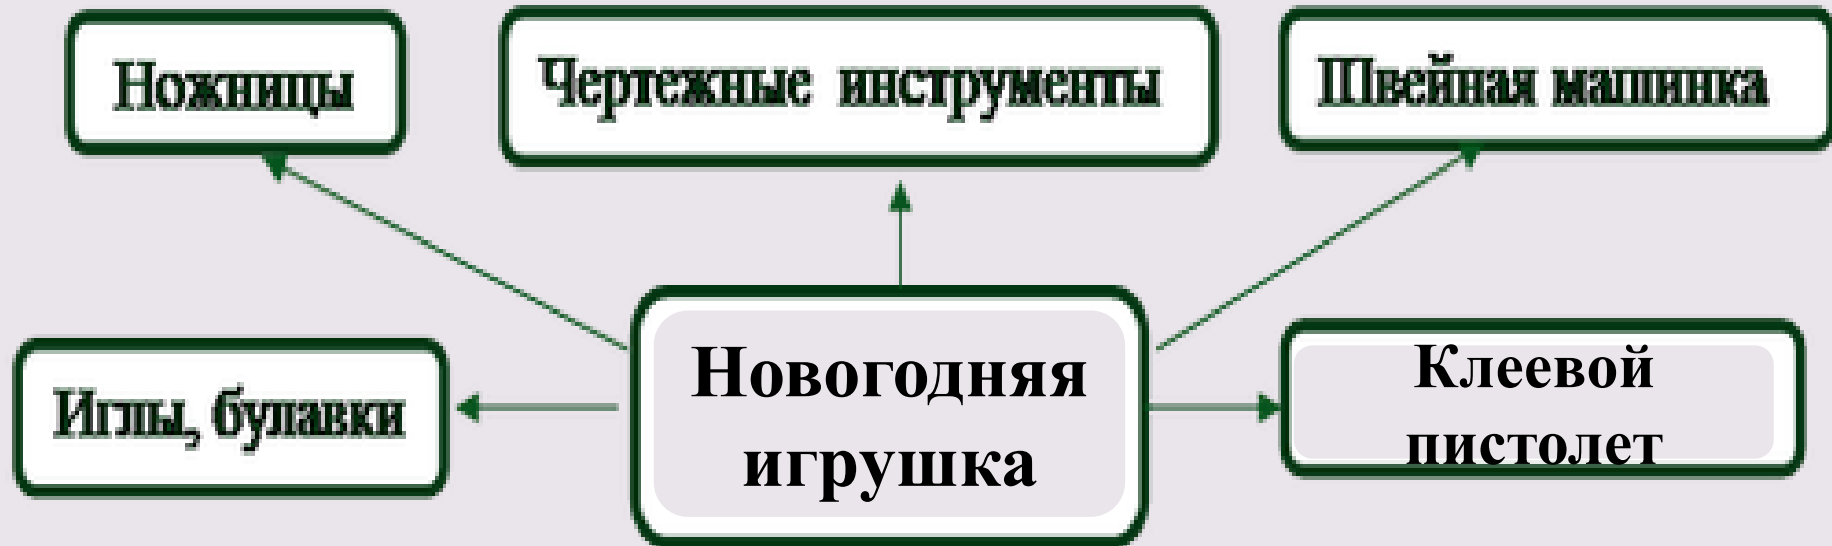 Ножницы
Чертежные инструменты
Швейная машинка
Иглы, булавки
Новогодняя
игрушка
Клеевой
пистолет